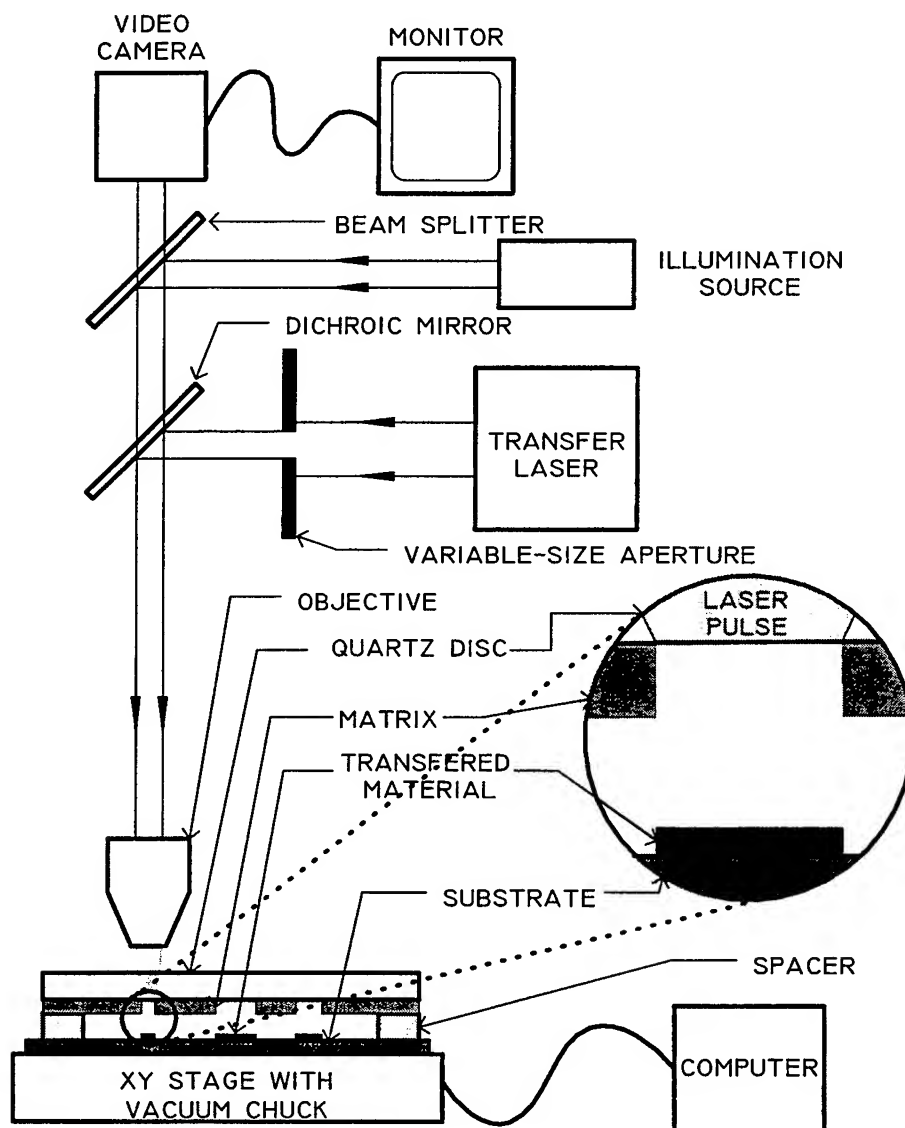 VIDEO
CAMERA
MONITOR
BEAM SPLITTER
ILLUMINATION
SOURCE
DICHROIC MIRROR
TRANSFER
LASER
VARIABLE-SIZE APERTURE
OBJECTIVE
LASER
PULSE
QUARTZ DISC
MATRIX
TRANSFERED
MATERIAL
SUBSTRATE
SPACER
COMPUTER
XY STAGE WITH
VACUUM CHUCK